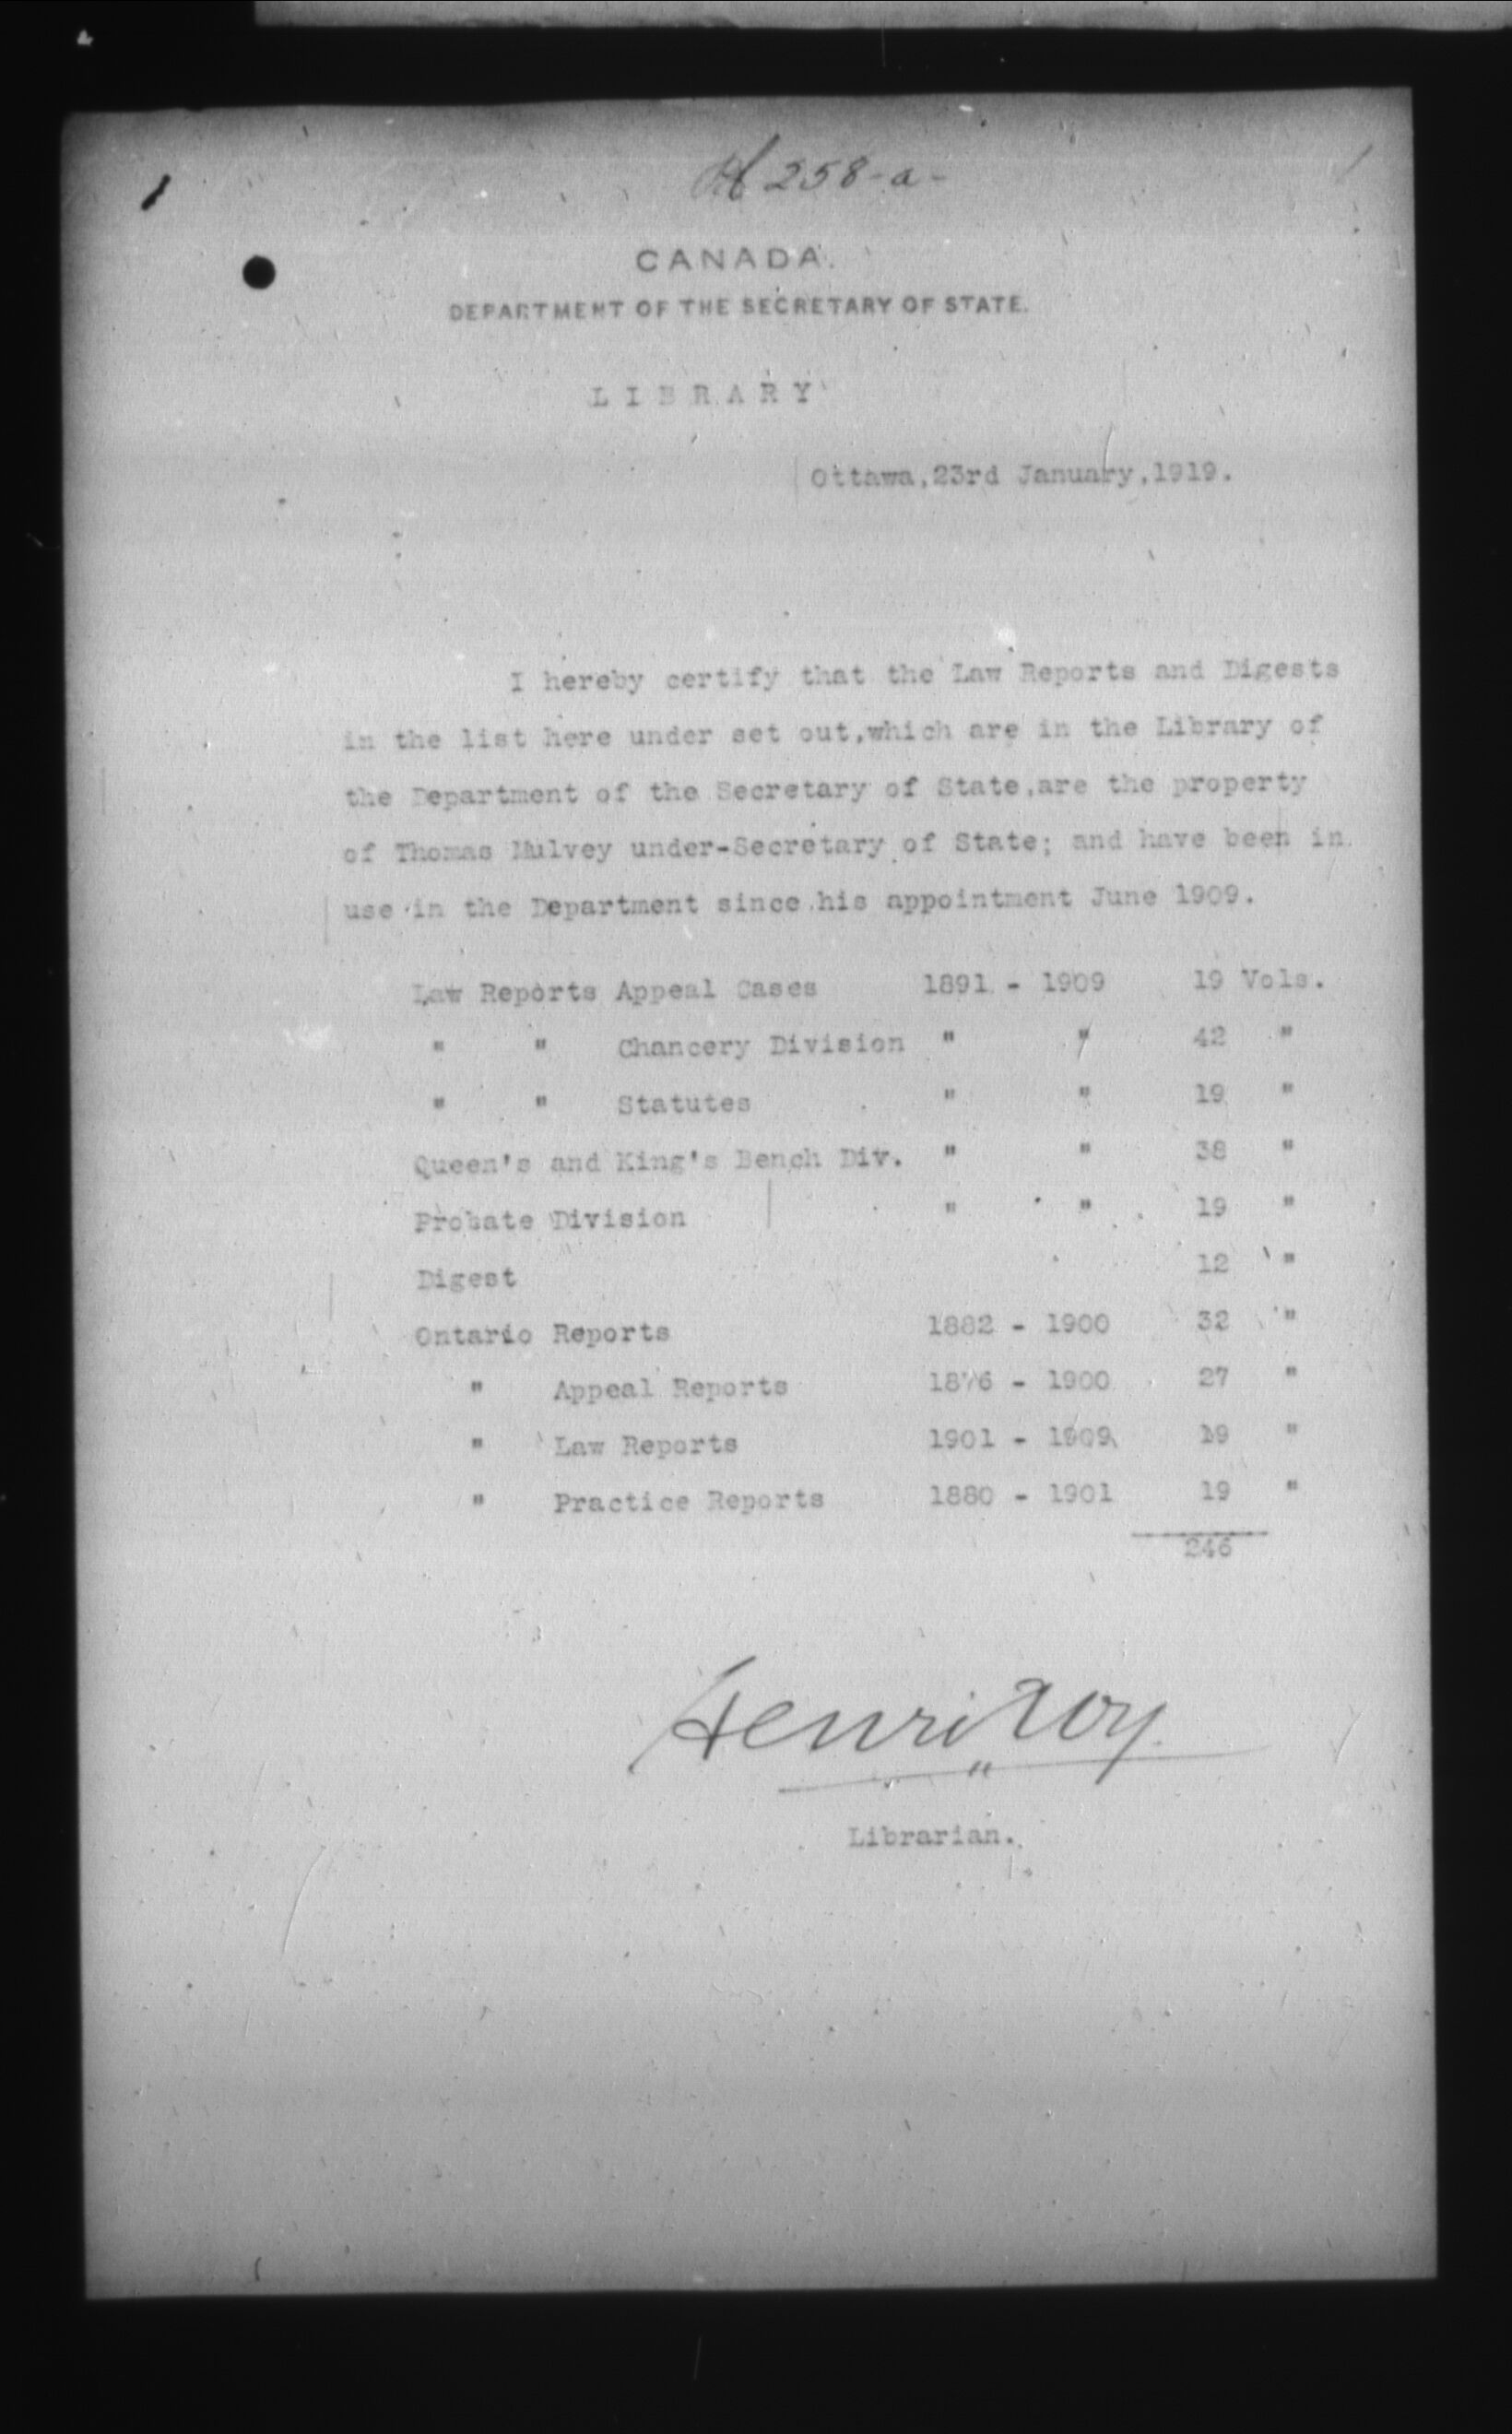 258-a-
CANADA.
DEPARTMENT OF THE SECRETARY OF STATE.
LIBRARY
Ottawa,23rd January,1919.
I hereby certify that the Law Reports and Digests
in the list here under set out,which are in the Library of
the Department of the Secretary of State,are the property
of Thomas Mulvey under-Secretary of State; and have been in
use in the Department since his appointment June 1909.
Law Reports Appeal Cases 1891 - 1909 19 Vols.
" " Chancery Division " " 42 "
" " Statutes " " 19 "
Queen's and King's Bench Div. " " 38 "
Probate Division " " 19 "
Digest 12 "
Ontario Reports 1882 - 1900 32 "
" Appeal Reports 1876 - 1900 27 "
" Law Reports 1901 - 1909 19 "
" Practice Reports 1880 - 1901 19 "
246
Henri Roy
Librarian.